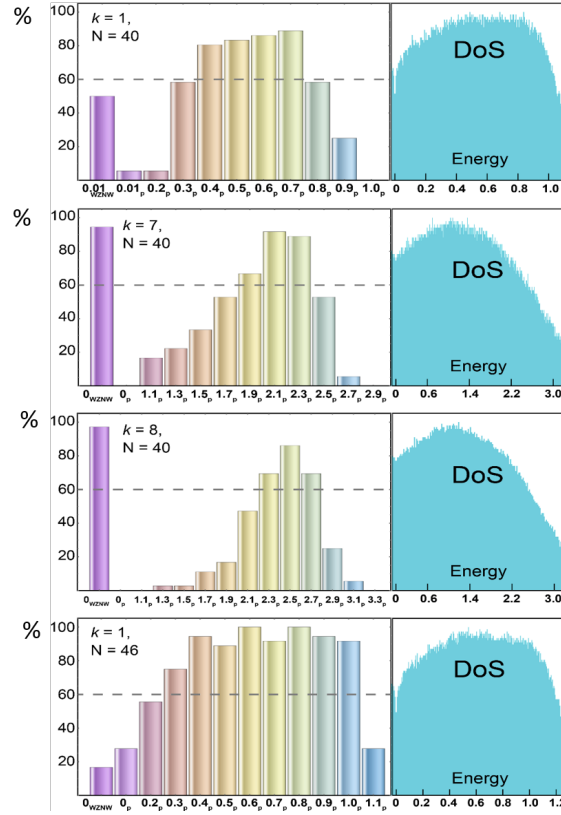 %
100
80
60
40
20
k = 1,
N = 40
0.01WZNW 0.01p 0.2p 0.3p 0.4p 0.5p 0.6p 0.7p 0.8p 0.9p 1.0p
DoS
Energy
0 0.2 0.4 0.6 0.8 1.0
%
100
80
60
40
20
k = 7,
N = 40
0WZNW 0p 1.1p 1.3p 1.5p 1.7p 1.9p 2.1p 2.3p 2.5p 2.7p 2.9p
DoS
Energy
0 0.6 1.2 2.2 3.0
%
100
80
60
40
20
k = 8,
N = 40
0WZNW 0p 1.1p 1.3p 1.5p 1.7p 1.9p 2.1p 2.3p 2.5p 2.7p 2.9p 3.1p 3.3p
DoS
Energy
0 0.6 1.4 2.2 3.0
%
100
80
60
40
20
k = 1,
N = 46
0WZNW 0p 0.2p 0.3p 0.4p 0.5p 0.6p 0.7p 0.8p 0.9p 1.0p 1.1p
DoS
Energy
0.0 0.2 0.4 0.6 0.8 1.0 1.2